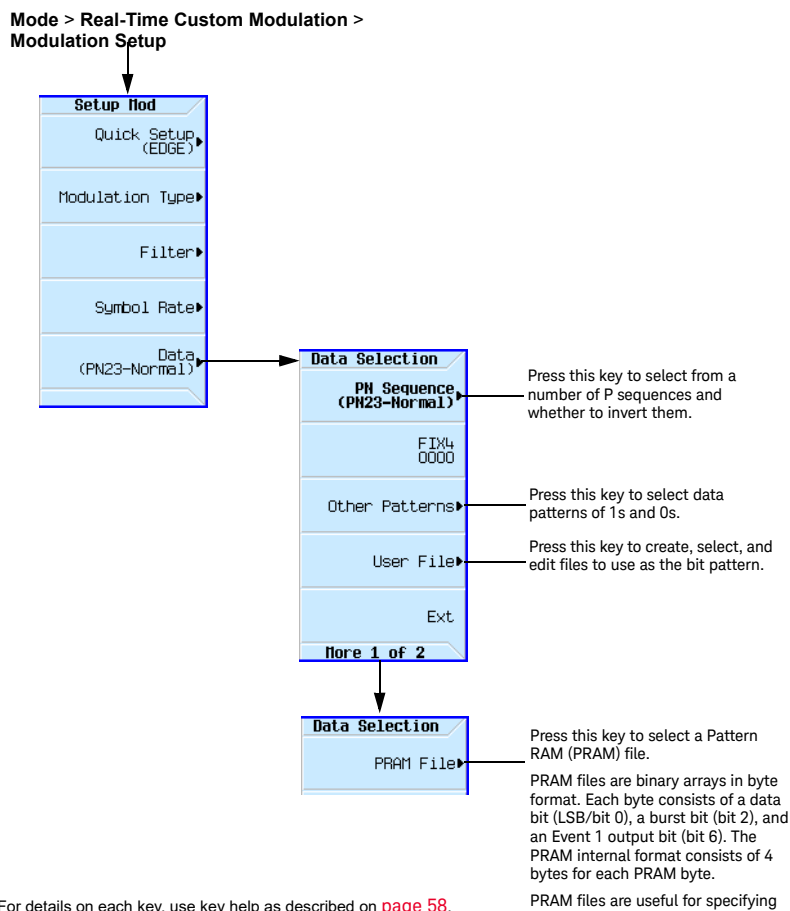 Mode > Real-Time Custom Modulation >
Modulation Setup
Setup Mod
Quick Setup
(EDGE)
Modulation Type
Filter
Symbol Rate
Data
(PN23-Normal)
Data Selection
PN Sequence
(PN23-Normal)
FIX4
0000
Other Patterns
User File
Ext
More 1 of 2
Press this key to select from a
number of P sequences and
whether to invert them.
Press this key to select data
patterns of 1s and 0s.
Press this key to create, select, and
edit files to use as the bit pattern.
Data Selection
PRAM File
Press this key to select a Pattern
RAM (PRAM) file.
PRAM files are binary arrays in byte
format. Each byte consists of a data
bit (LSB/bit 0), a burst bit (bit 2), and
an Event 1 output bit (bit 6). The
PRAM internal format consists of 4
bytes for each PRAM byte.
PRAM files are useful for specifying
For details on each key, use key help as described on page 58.